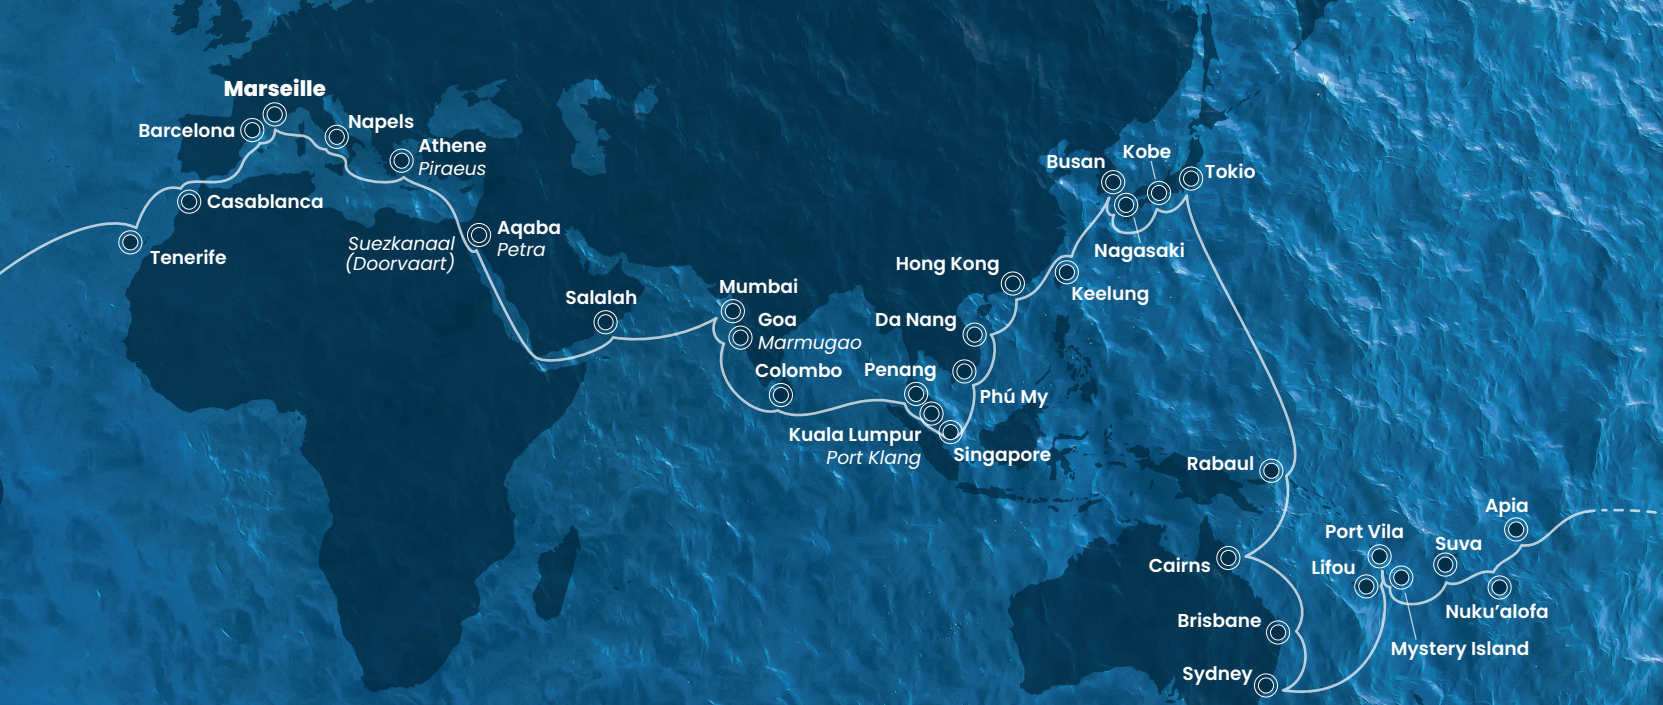 Marseille
Barcelona
Napels
Athene
Piraeus
Casablanca
Tenerife
Suezkanaal
(Doorvaart)
Aqaba
Petra
Salalah
Mumbai
Goa
Marmugao
Colombo
Penang
Kuala Lumpur
Port Klang
Singapore
Phú My
Da Nang
Hong Kong
Keelung
Busan
Kobe
Tokio
Nagasaki
Rabaul
Cairns
Brisbane
Sydney
Port Vila
Lifou
Mystery Island
Suva
Nuku’alofa
Apia